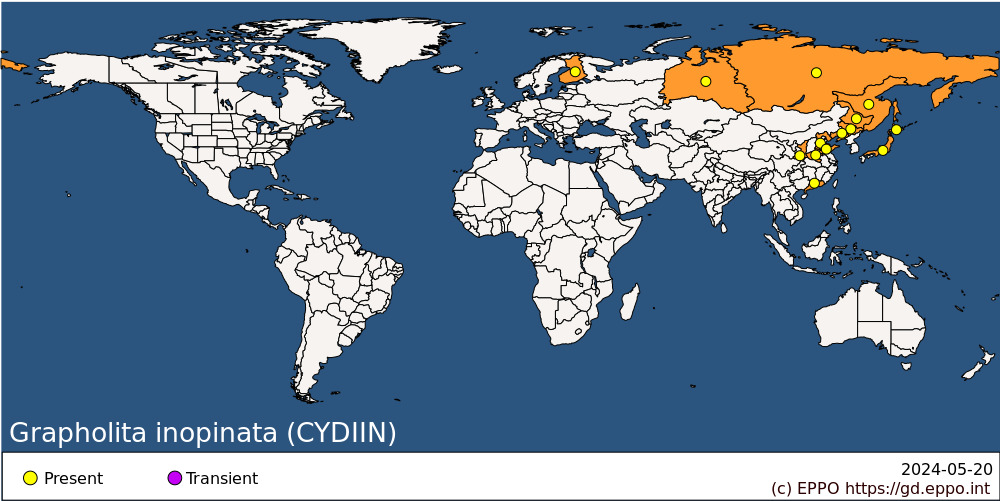 Grapholita inopinata (CYDIIN)
Present
Transient
2024-05-20
(c) EPPO https://gd.eppo.int